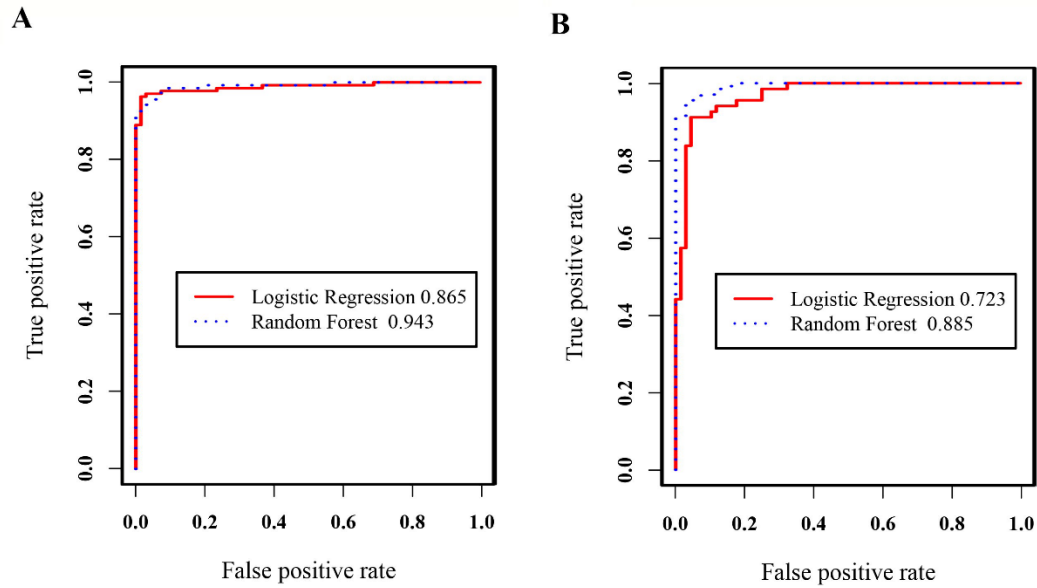 A
True positive rate
1.0
0.8
0.6
0.4
0.2
0.0
Logistic Regression 0.865
Random Forest 0.943
0.0 0.2 0.4 0.6 0.8 1.0
False positive rate
B
True positive rate
1.0
0.8
0.6
0.4
0.2
0.0
Logistic Regression 0.723
Random Forest 0.885
0.0 0.2 0.4 0.6 0.8 1.0
False positive rate